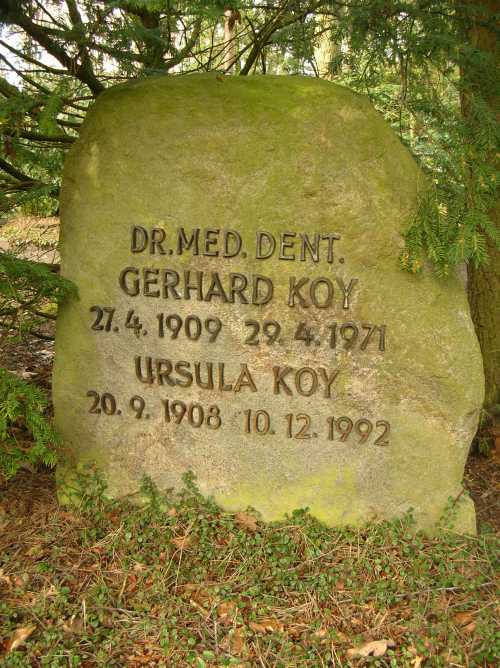 DR. MED. DENT.
GERHARD KOY
27. 4. 1909 29. 4. 1971
URSULA KOY
20. 9. 1908 10. 12. 1992